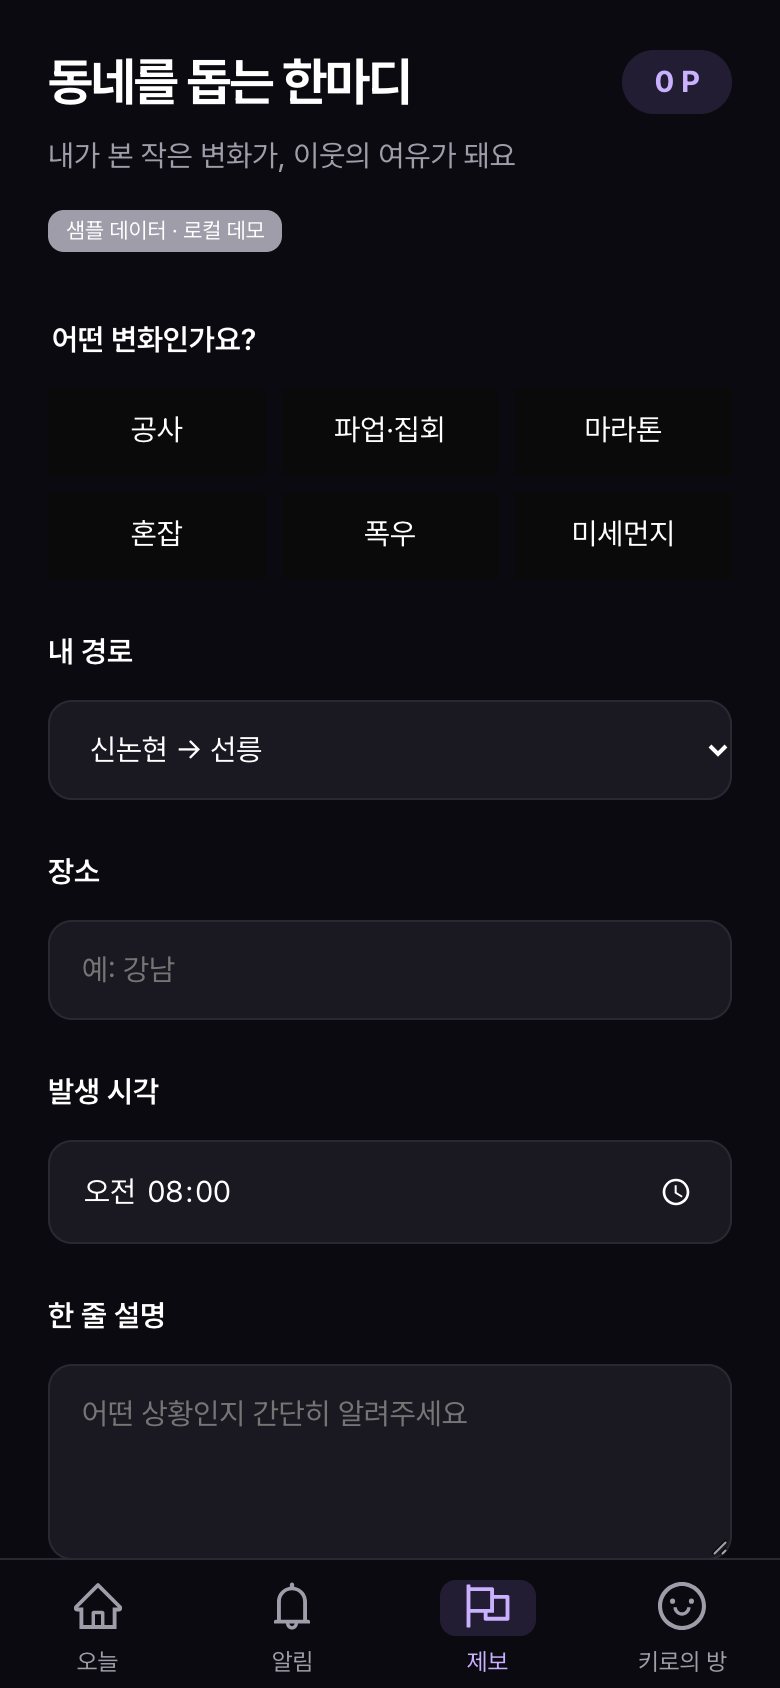 동네를 돕는 한마디
0 P
내가 본 작은 변화가, 이웃의 여유가 돼요
샘플 데이터 · 로컬 데모
어떤 변화인가요?
공사
파업·집회
마라톤
혼잡
폭우
미세먼지
내 경로
신논현 → 선릉
장소
예: 강남
발생 시각
오전 08:00
한 줄 설명
어떤 상황인지 간단히 알려주세요
오늘
알림
제보
키로의 방